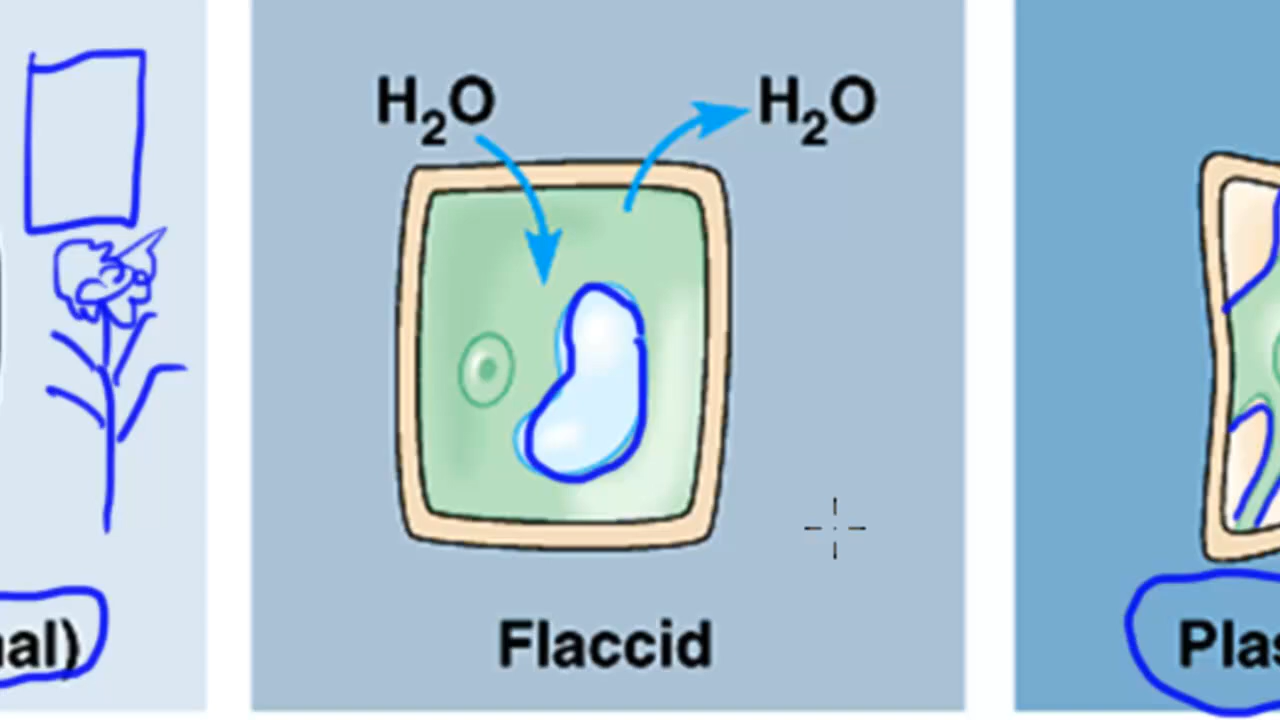 H₂O H₂O
nal) Flaccid Plas